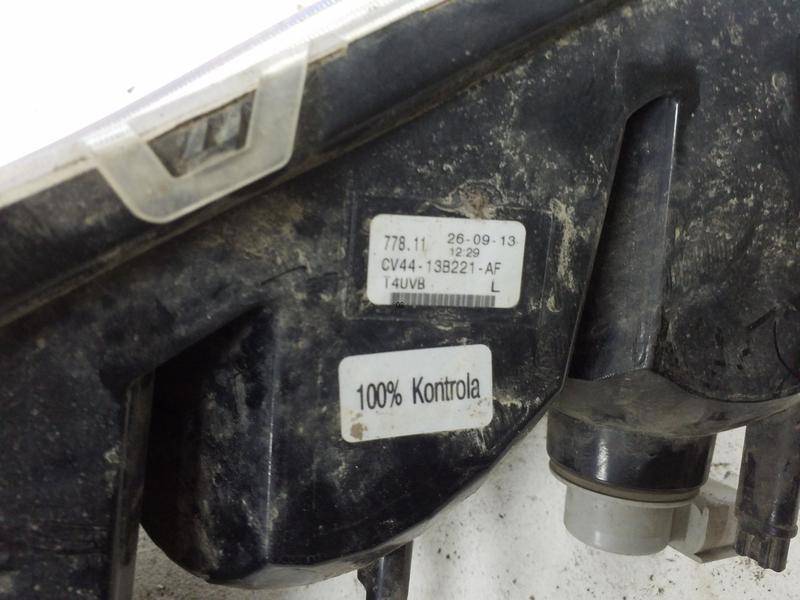 778.11 26-09-13
12:29
CV44-13B221-AF
T4UVB L
100% Kontrola